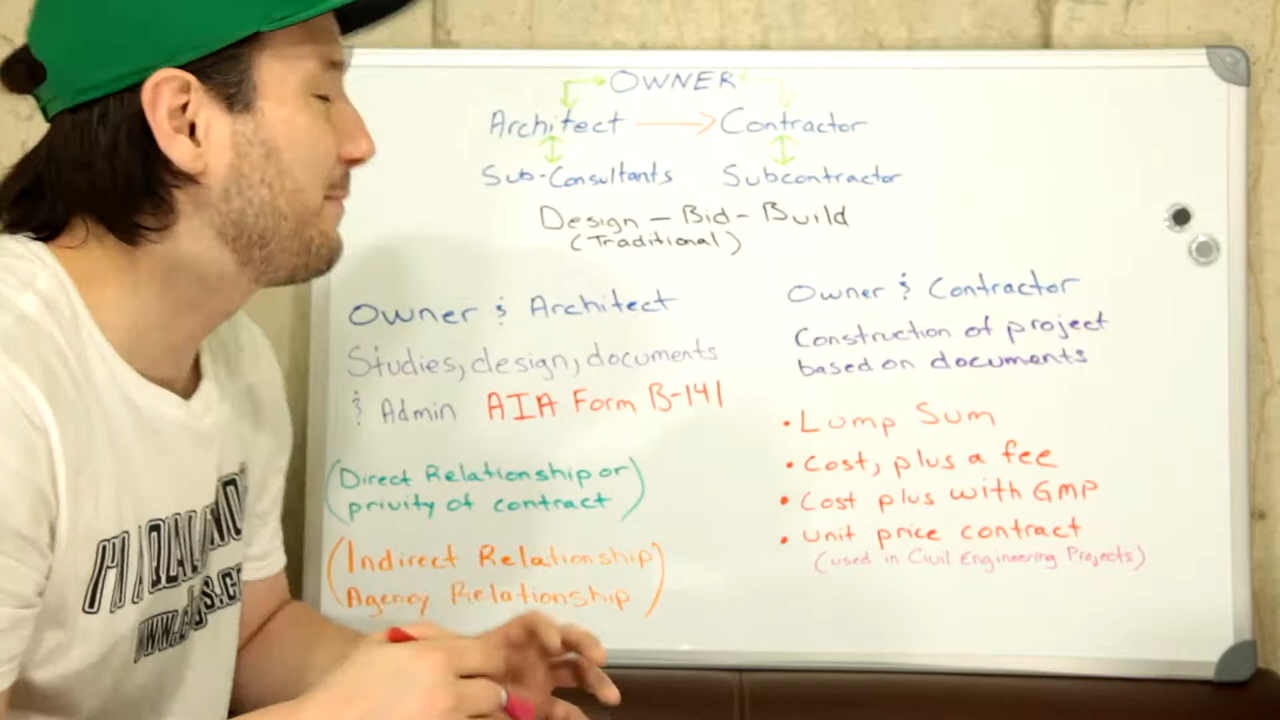 OWNER
Architect Contractor
Sub-Consultants Subcontractor
Design - Bid - Build
(Traditional)
Owner & Architect
Studies, design, documents
& Admin AIA Form B-141
(Direct Relationship or
privity of contract)
(Indirect Relationship)
Agency Relationship
Owner & Contractor
Construction of project
based on documents
• Lump Sum
• Cost, plus a fee
• Cost plus with GMP
• unit price contract
(used in Civil Engineering Projects)